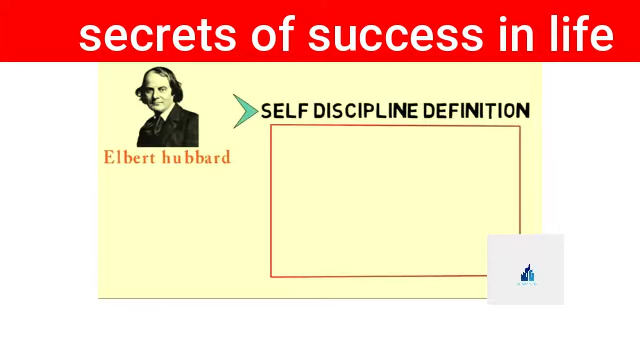 secrets of success in life
SELF DISCIPLINE DEFINITION
Elbert hubbard